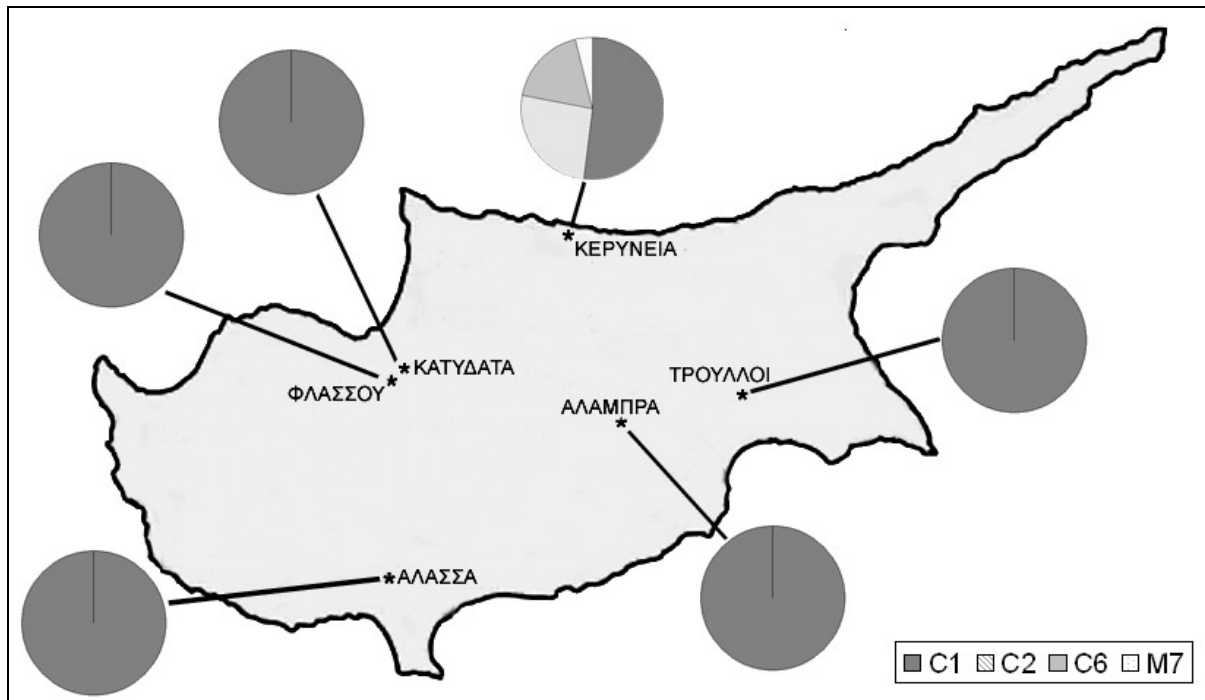 ΚΕΡΥΝΕΙΑ
ΚΑΤΥΔΑΤΑ
ΤΡΟΥΛΛΟΙ
ΦΛΑΣΣΟΥ
ΑΛΑΜΠΡΑ
ΑΛΑΣΣΑ
C1 C2 C6 M7